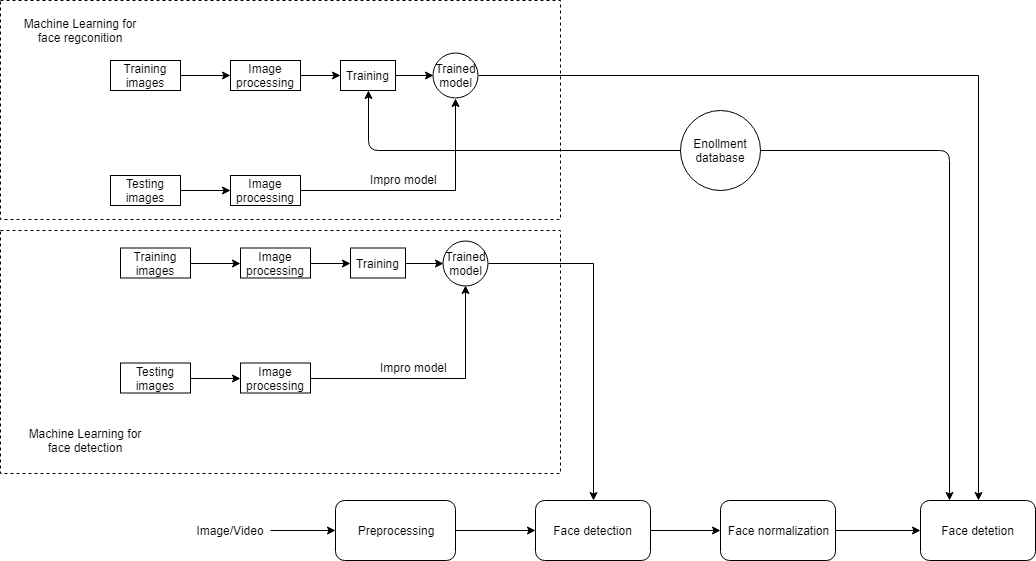 Machine Learning for
face regconition
Training
images
Image
processing
Training
Trained
model
Enollment
database
Testing
images
Image
processing
Impro model
Training
images
Image
processing
Training
Trained
model
Testing
images
Image
processing
Impro model
Machine Learning for
face detection
Image/Video
Preprocessing
Face detection
Face normalization
Face detetion